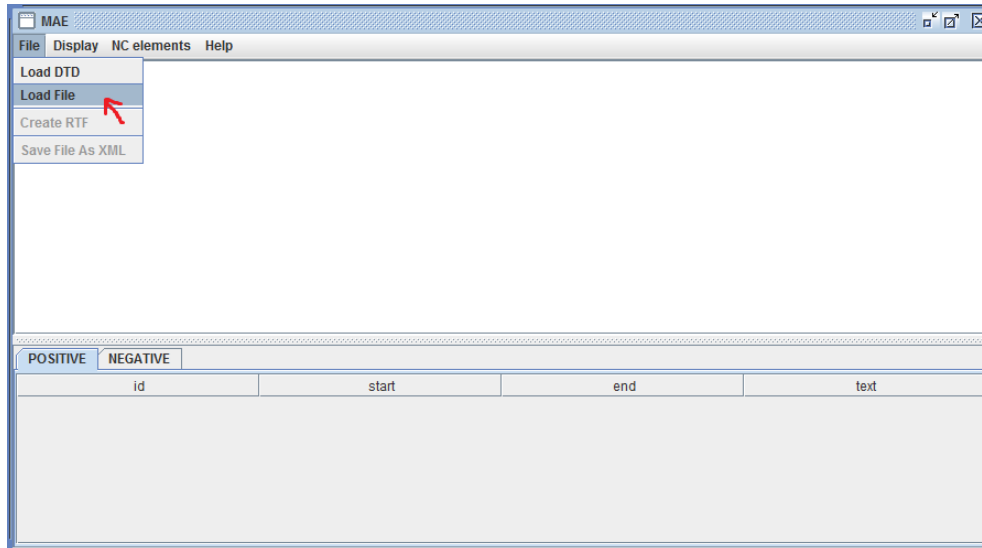 MAE
File Display NC elements Help
Load DTD
Load File
Create RTF
Save File As XML
POSITIVE NEGATIVE
id start end text